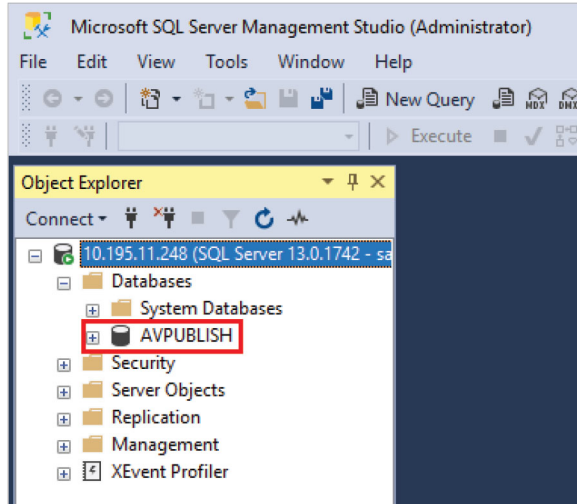 Microsoft SQL Server Management Studio (Administrator)
File Edit View Tools Window Help
New Query MDX
Execute
Object Explorer
Connect
10.195.11.248 (SQL Server 13.0.1742 - sa
Databases
System Databases
AVPUBLISH
Security
Server Objects
Replication
Management
XEvent Profiler